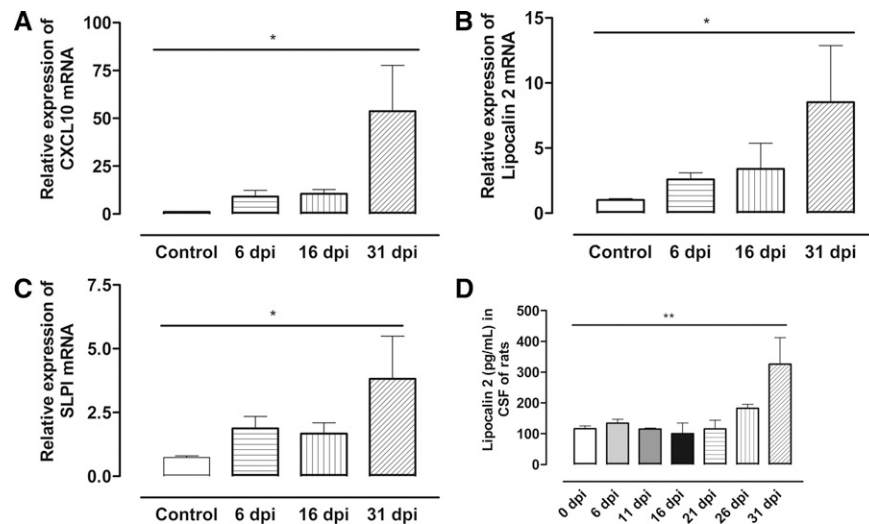 A
Relative expression of
CXCL10 mRNA
100
75
50
25
0
*
Control 6 dpi 16 dpi 31 dpi
B
Relative expression of
Lipocalin 2 mRNA
15
10
5
0
*
Control 6 dpi 16 dpi 31 dpi
C
Relative expression of
SLPI mRNA
7.5
5.0
2.5
0.0
*
Control 6 dpi 16 dpi 31 dpi
D
Lipocalin 2 (pg/mL) in
CSF of rats
500
400
300
200
100
0
**
0 dpi 6 dpi 11 dpi 16 dpi 21 dpi 26 dpi 31 dpi